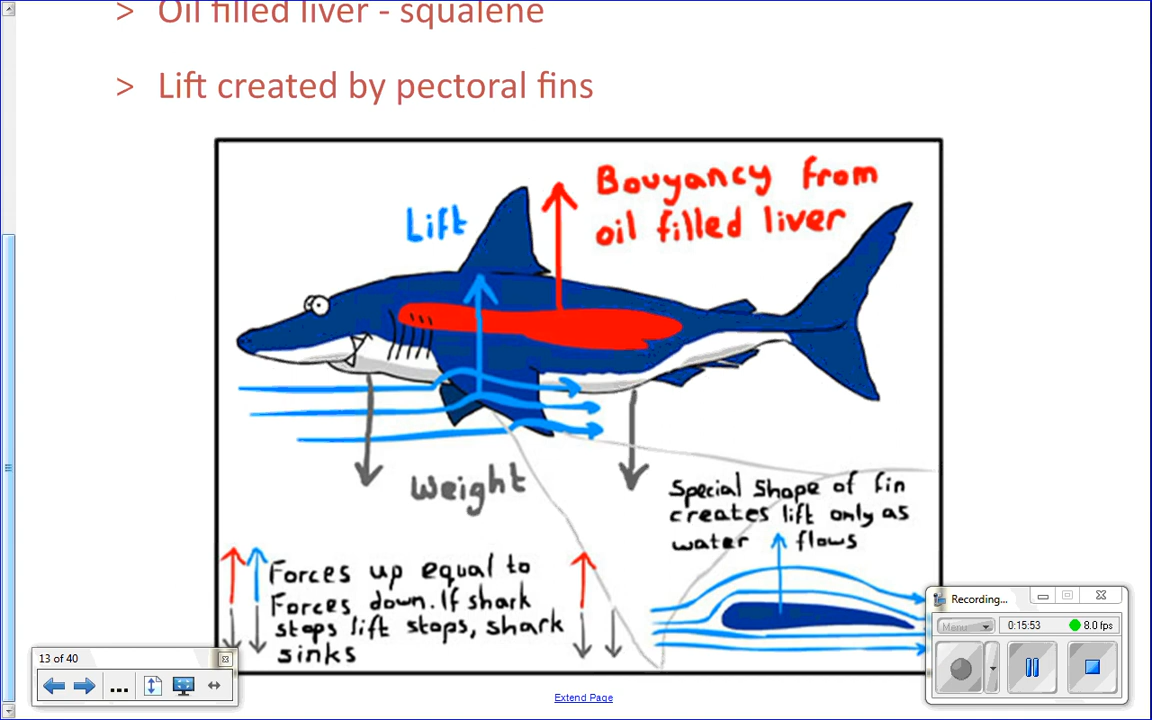 > Oil filled liver - squalene
> Lift created by pectoral fins
Bouyancy from
oil filled liver
Lift
Weight
Special Shape of fin
creates lift only as
water flows
Forces up equal to
Forces down. If shark
stops lift stops, shark
sinks
Recording...
Menu
0:15:53
8.0 fps
13 of 40
...
Extend Page